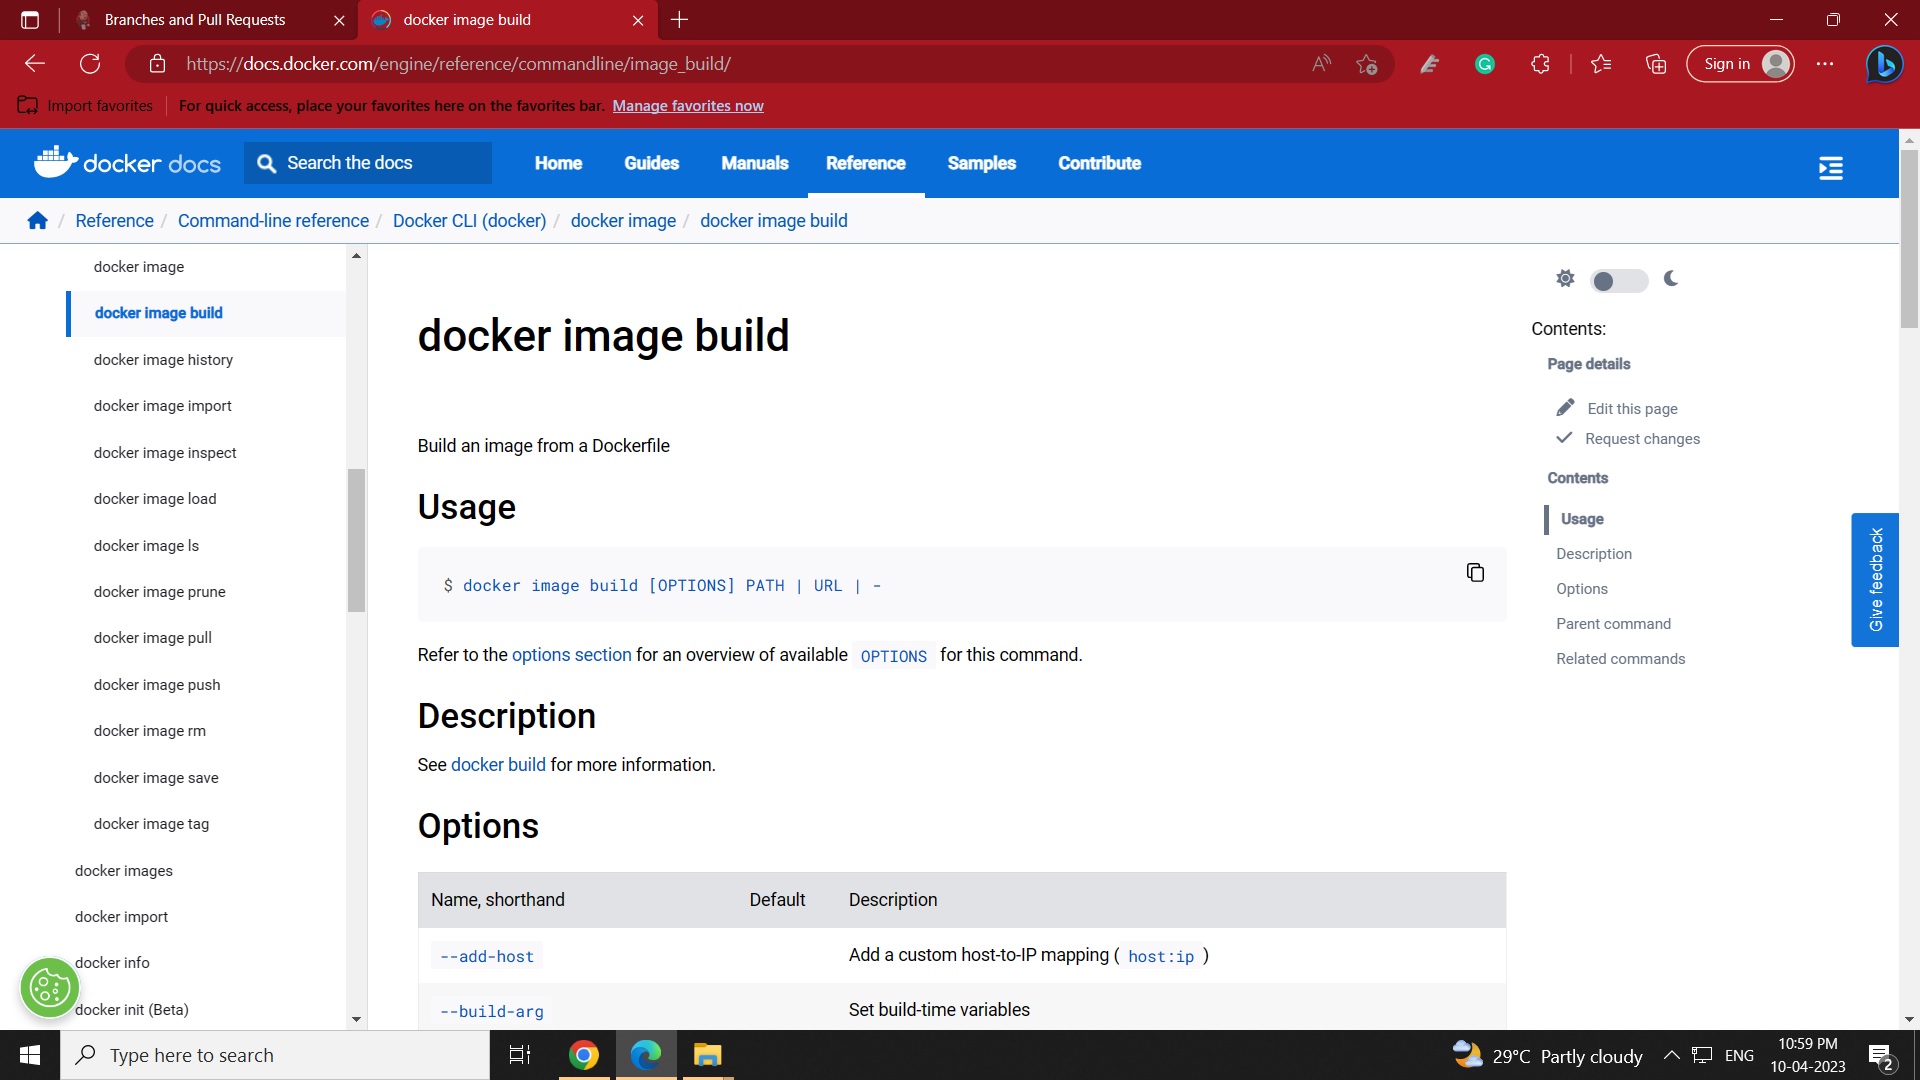 Branches and Pull Requests
docker image build
https://docs.docker.com/engine/reference/commandline/image_build/
Sign in
Import favorites
For quick access, place your favorites here on the favorites bar. Manage favorites now
docker docs
Search the docs
Home
Guides
Manuals
Reference
Samples
Contribute
/ Reference / Command-line reference / Docker CLI (docker) / docker image / docker image build
docker image
docker image build
docker image history
docker image import
docker image inspect
docker image load
docker image ls
docker image prune
docker image pull
docker image push
docker image rm
docker image save
docker image tag
docker images
docker import
docker info
docker init (Beta)
docker image build
Build an image from a Dockerfile
Usage
$ docker image build [OPTIONS] PATH | URL | -
Refer to the options section for an overview of available OPTIONS for this command.
Description
See docker build for more information.
Options
Name, shorthand Default Description
--add-host Add a custom host-to-IP mapping ( host:ip )
--build-arg Set build-time variables
Contents:
Page details
Edit this page
Request changes
Contents
Usage
Description
Options
Parent command
Related commands
Give feedback
Type here to search
29°C Partly cloudy
ENG
10:59 PM
10-04-2023
2